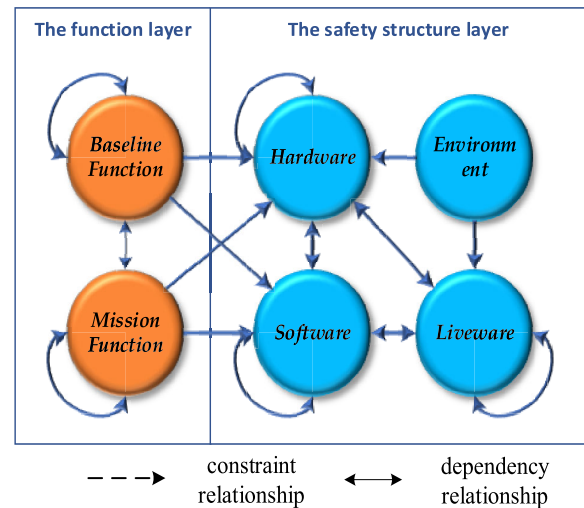 The function layer
The safety structure layer
Baseline
Function
Hardware
Environm
ent
Mission
Function
Software
Liveware
constraint
relationship
dependency
relationship